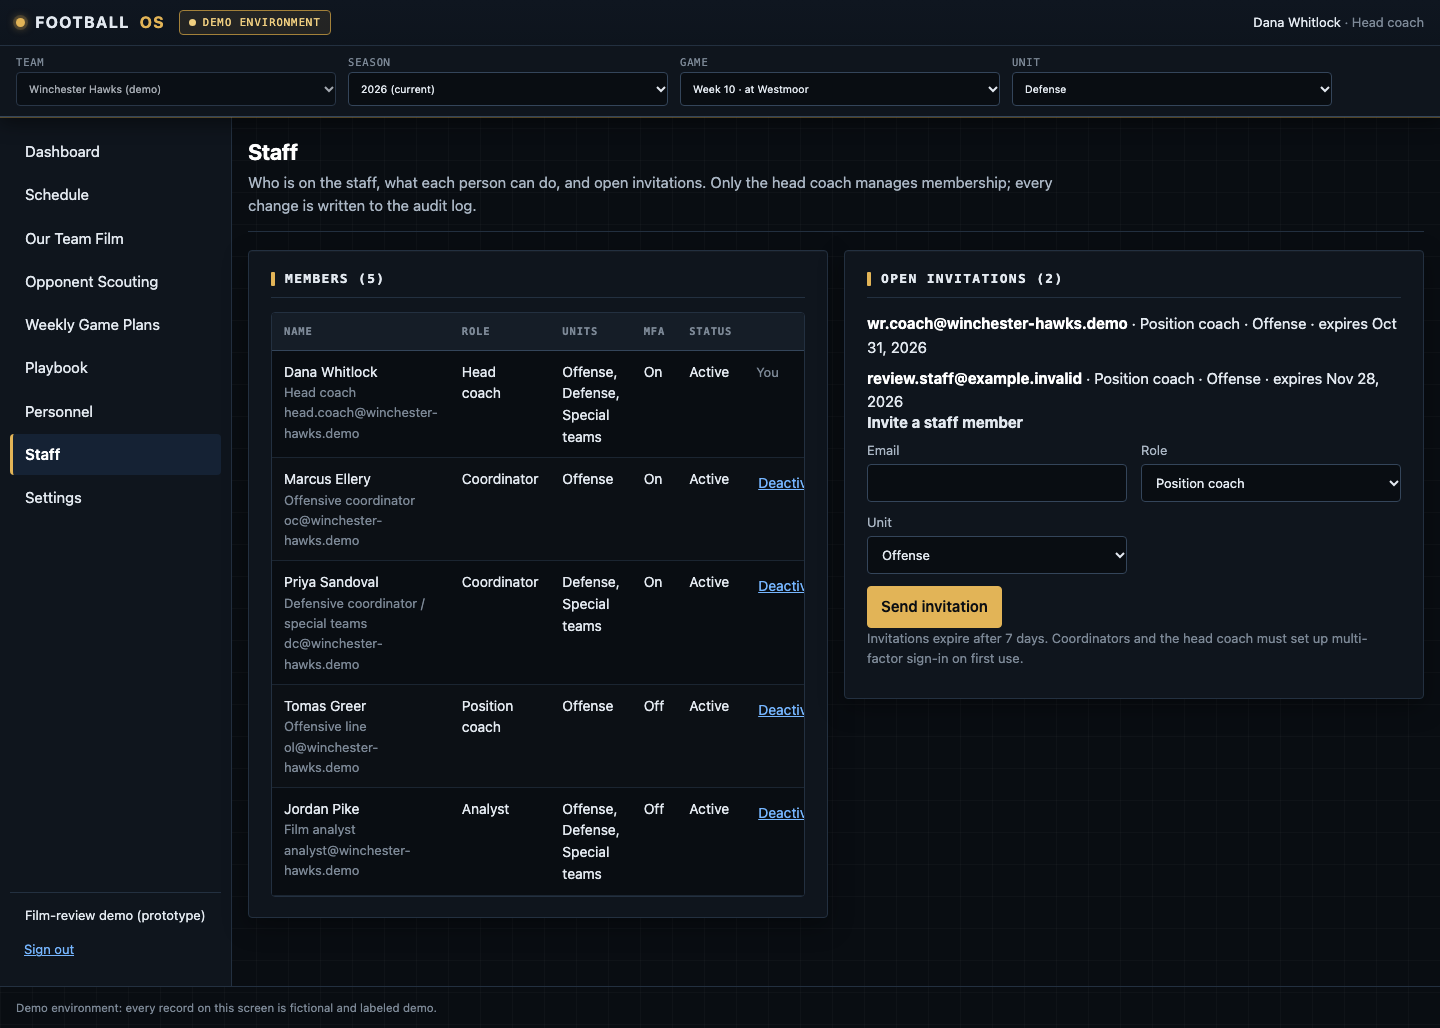 FOOTBALL OS
DEMO ENVIRONMENT
Dana Whitlock · Head coach
TEAM
SEASON
GAME
UNIT
Winchester Hawks (demo)
2026 (current)
Week 10 · at Westmoor
Defense
Dashboard
Schedule
Our Team Film
Opponent Scouting
Weekly Game Plans
Playbook
Personnel
Staff
Settings
Film-review demo (prototype)
Sign out
Staff
Who is on the staff, what each person can do, and open invitations. Only the head coach manages membership; every
change is written to the audit log.
MEMBERS (5)
NAME ROLE UNITS MFA STATUS
Dana Whitlock
Head coach
head.coach@winchester-
hawks.demo
Head
coach
Offense,
Defense,
Special
teams
On
Active
You
Marcus Ellery
Offensive coordinator
oc@winchester-
hawks.demo
Coordinator
Offense
On
Active
Deactiv
Priya Sandoval
Defensive coordinator /
special teams
dc@winchester-
hawks.demo
Coordinator
Defense,
Special
teams
On
Active
Deactiv
Tomas Greer
Offensive line
ol@winchester-
hawks.demo
Position
coach
Offense
Off
Active
Deactiv
Jordan Pike
Film analyst
analyst@winchester-
hawks.demo
Analyst
Offense,
Defense,
Special
teams
Off
Active
Deactiv
OPEN INVITATIONS (2)
wr.coach@winchester-hawks.demo · Position coach · Offense · expires Oct
31, 2026
review.staff@example.invalid · Position coach · Offense · expires Nov 28,
2026
Invite a staff member
Email
Role
Position coach
Unit
Offense
Send invitation
Invitations expire after 7 days. Coordinators and the head coach must set up multi-
factor sign-in on first use.
Demo environment: every record on this screen is fictional and labeled demo.